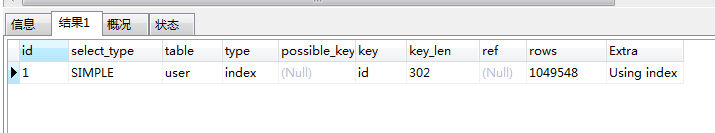 信息 结果1 概况 状态
id select_type table type possible_key key key_len ref rows Extra
1 SIMPLE user index (Null) id 302 (Null) 1049548 Using index